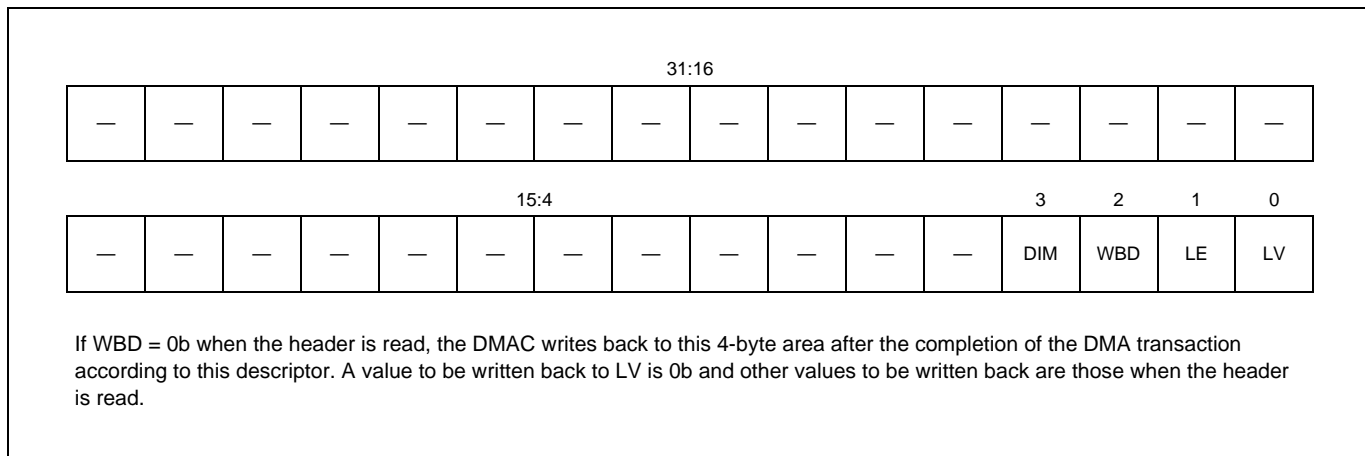 31:16
— — — — — — — — — — — — — — — —
15:4 3 2 1 0
— — — — — — — — — — — — DIM WBD LE LV
If WBD = 0b when the header is read, the DMAC writes back to this 4-byte area after the completion of the DMA transaction
according to this descriptor. A value to be written back to LV is 0b and other values to be written back are those when the header
is read.